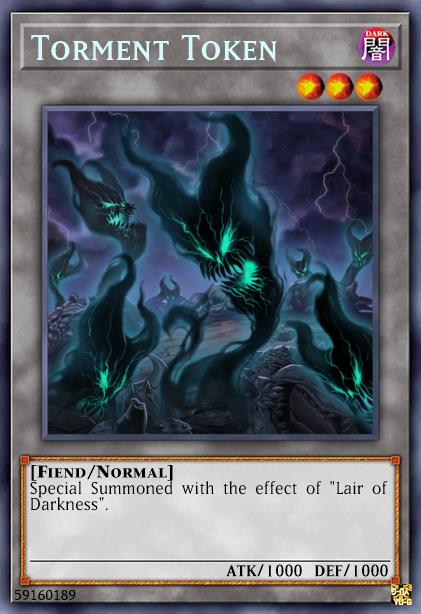 TORMENT TOKEN
DARK
闇
[FIEND/NORMAL]
Special Summoned with the effect of "Lair of
Darkness".
ATK/1000 DEF/1000
59160189